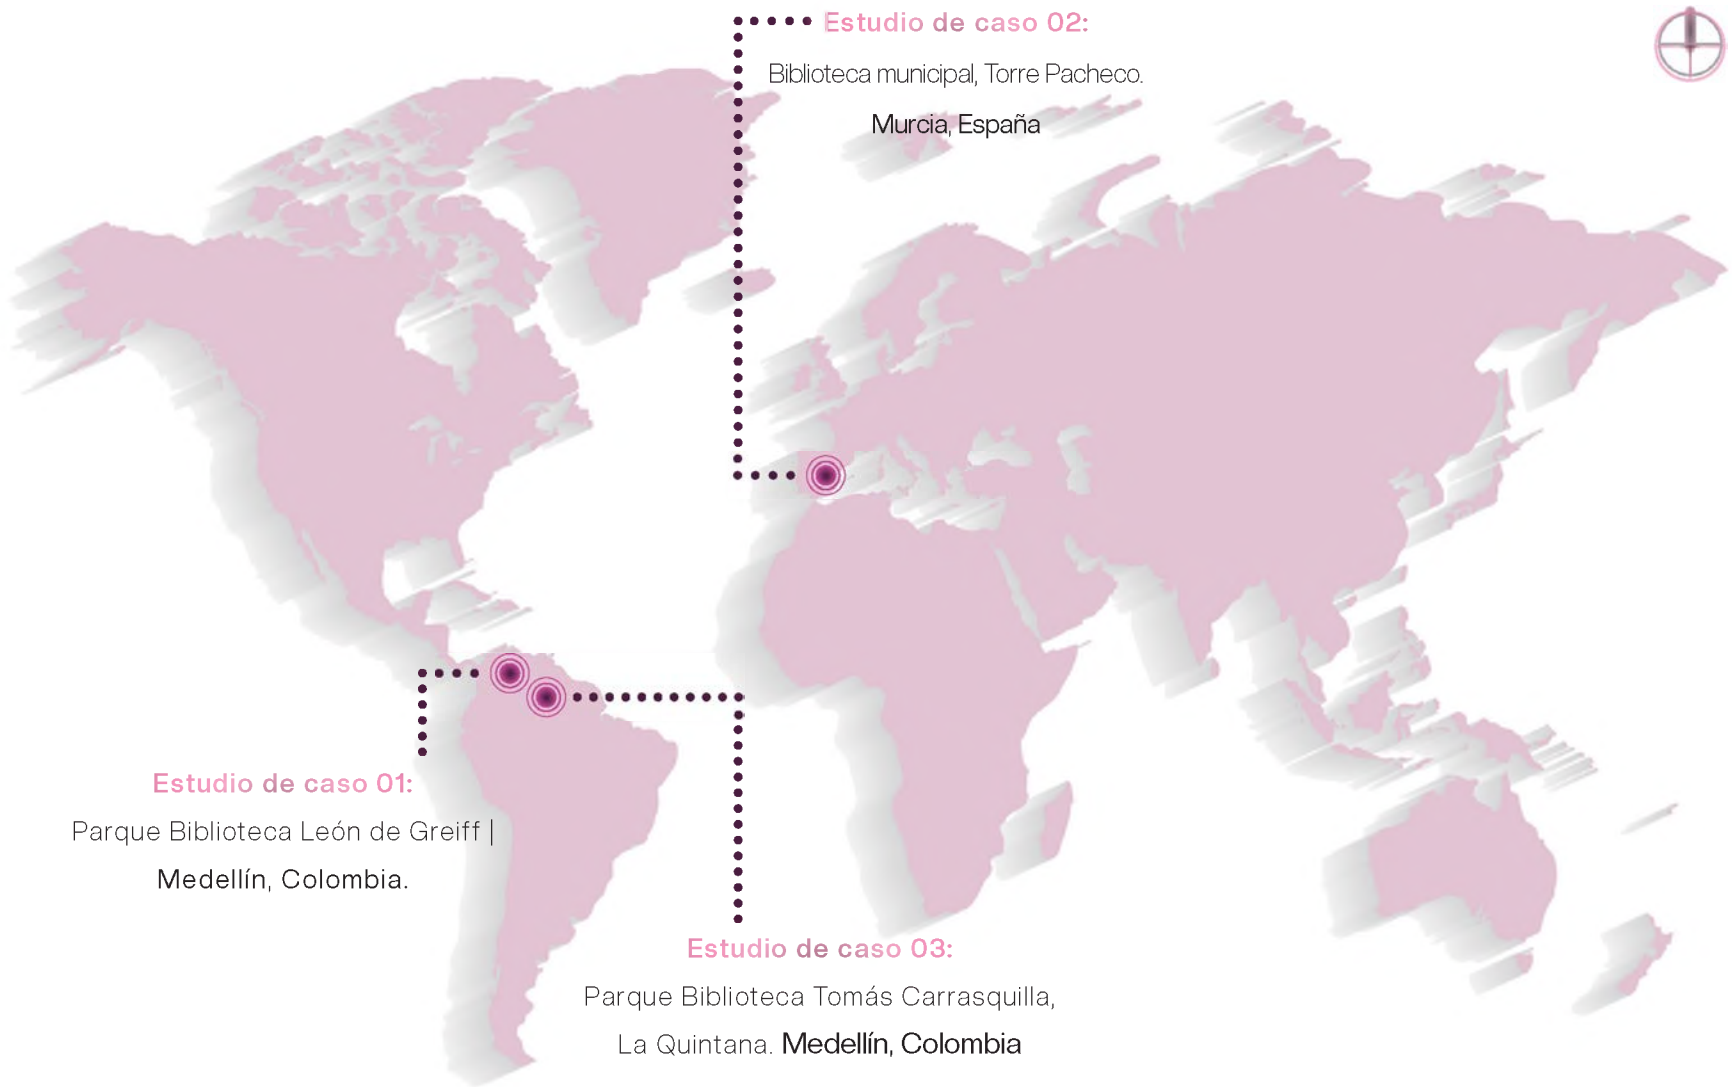 Estudio de caso 02:
Biblioteca municipal, Torre Pacheco.
Murcia, España
Estudio de caso 01:
Parque Biblioteca León de Greiff |
Medellín, Colombia.
Estudio de caso 03:
Parque Biblioteca Tomás Carrasquilla,
La Quintana. Medellín, Colombia